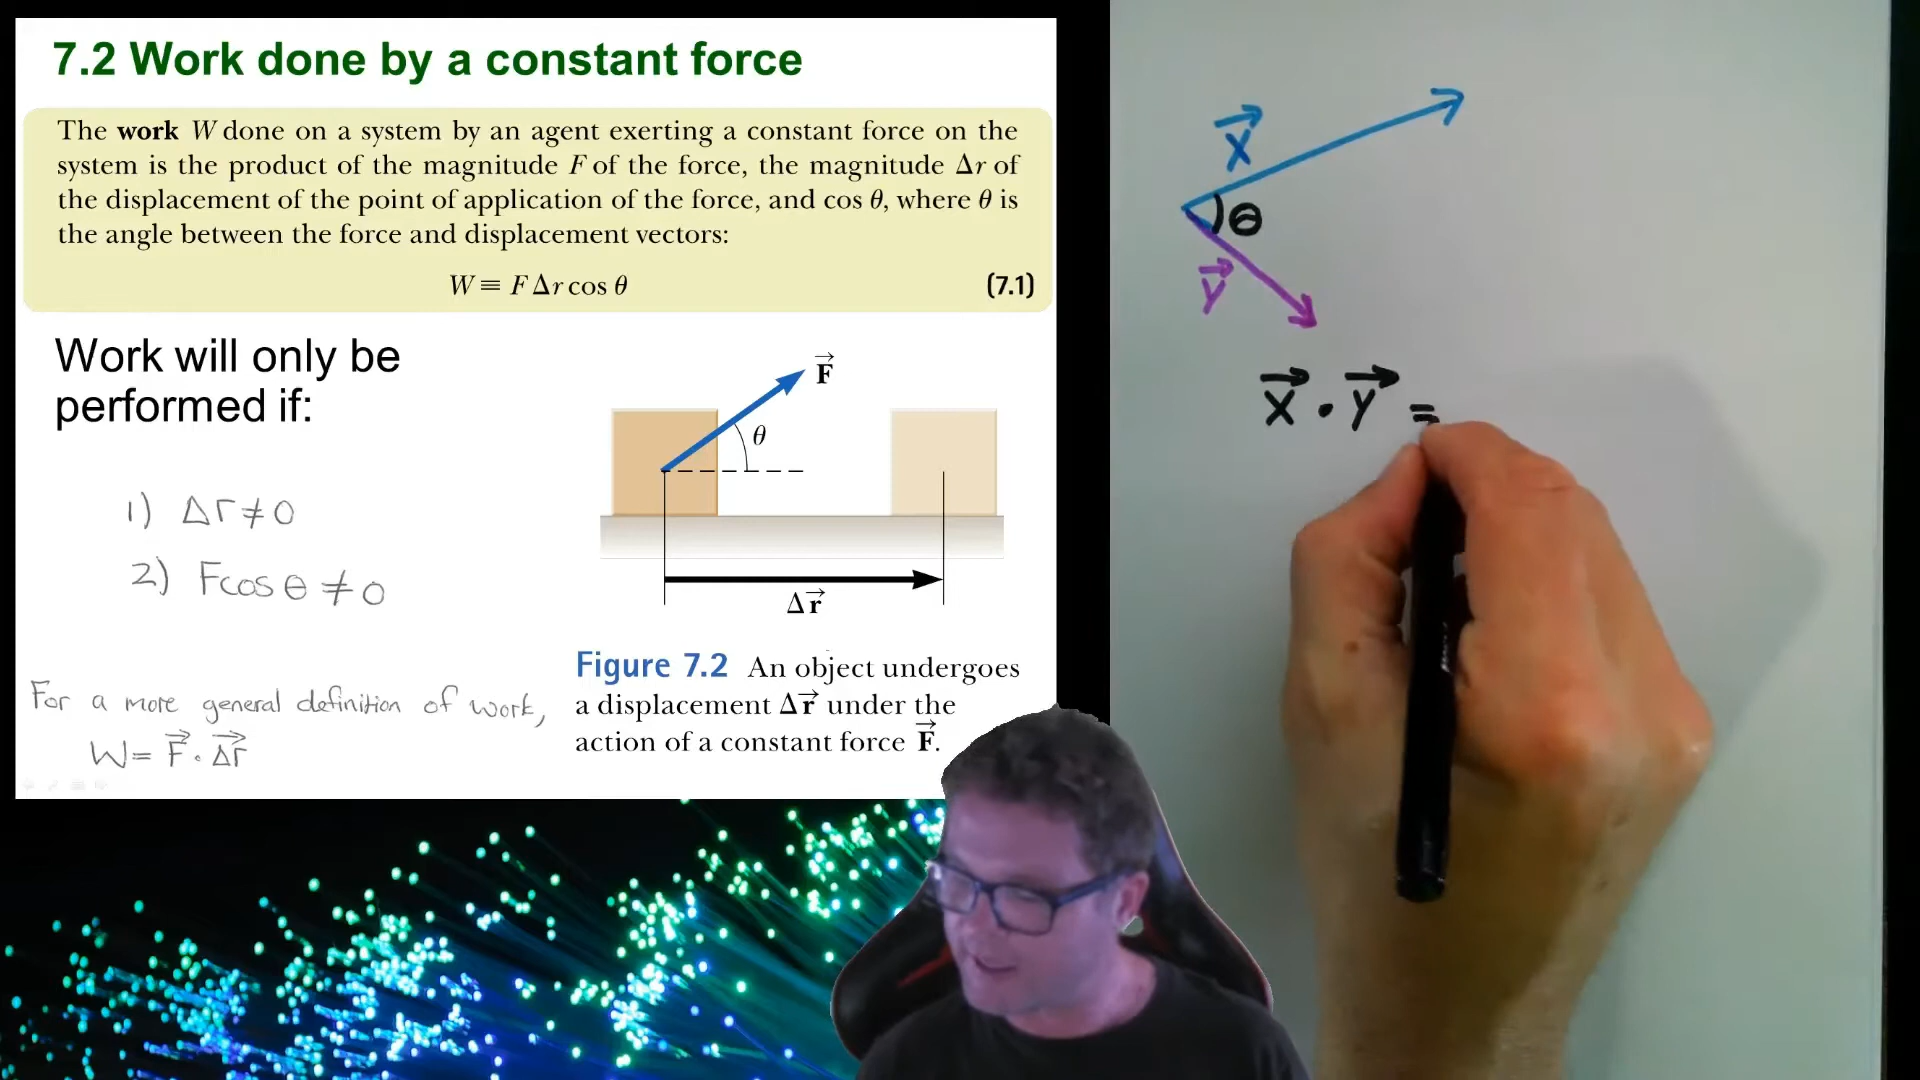 7.2 Work done by a constant force
The work W done on a system by an agent exerting a constant force on the
system is the product of the magnitude F of the force, the magnitude Δr of
the displacement of the point of application of the force, and cos θ, where θ is
the angle between the force and displacement vectors:
W ≡ F Δr cos θ (7.1)
Work will only be
performed if:
1) Δr ≠ 0
2) Fcos θ ≠ 0
For a more general definition of work,
W = F⃗ · Δr⃗
F⃗
θ
Δr⃗
Figure 7.2 An object undergoes
a displacement Δr⃗ under the
action of a constant force F⃗.
x⃗
θ
y⃗
x⃗ · y⃗ =